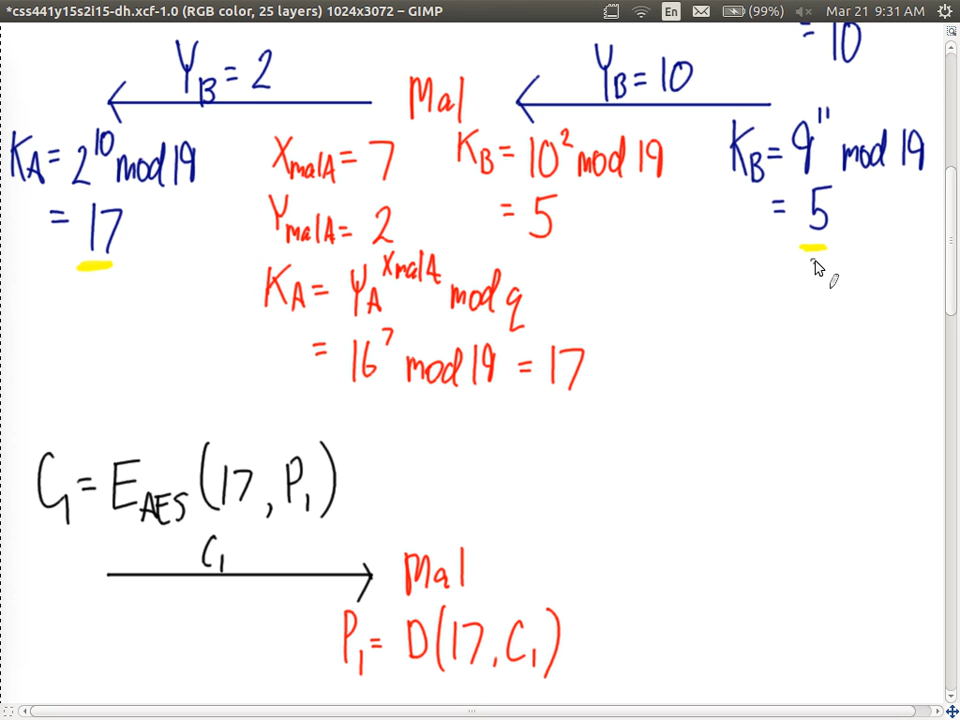 *css441y15s2i15-dh.xcf-1.0 (RGB color, 25 layers) 1024x3072 – GIMP
En
(99%)
Mar 21 9:31 AM
= 10
Y_B = 2
Mal
Y_B = 10
K_A = 2^10 mod 19
= 17
X_malA = 7
Y_malA = 2
K_B = 10^2 mod 19
= 5
K_B = 9^11 mod 19
= 5
K_A = Y_A^X_malA mod q
= 16^7 mod 19 = 17
C_1 = E_AES(17, P_1)
C_1
Mal
P_1 = D(17, C_1)